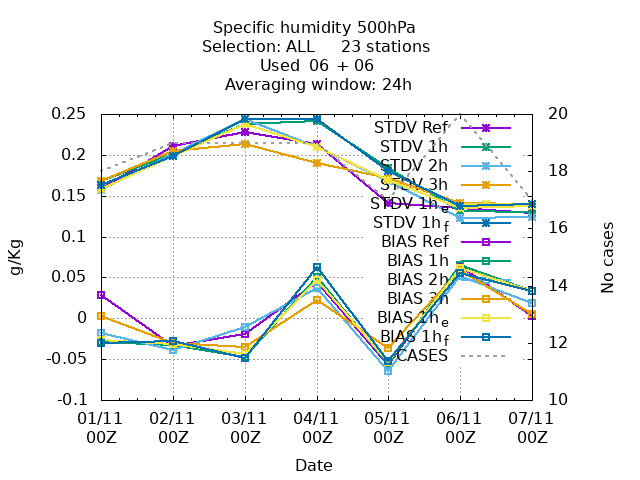 Specific humidity 500hPa
Selection: ALL 23 stations
Used 06 + 06
Averaging window: 24h
0.25
0.2
0.15
0.1
0.05
0
-0.05
-0.1
g/Kg
20
18
16
14
12
10
No cases
STDV Ref
STDV 1h
STDV 2h
STDV 3h
STDV 1he
STDV 1hf
BIAS Ref
BIAS 1h
BIAS 2h
BIAS 3h
BIAS 1he
BIAS 1hf
CASES
01/11 02/11 03/11 04/11 05/11 06/11 07/11
00Z 00Z 00Z 00Z 00Z 00Z 00Z
Date